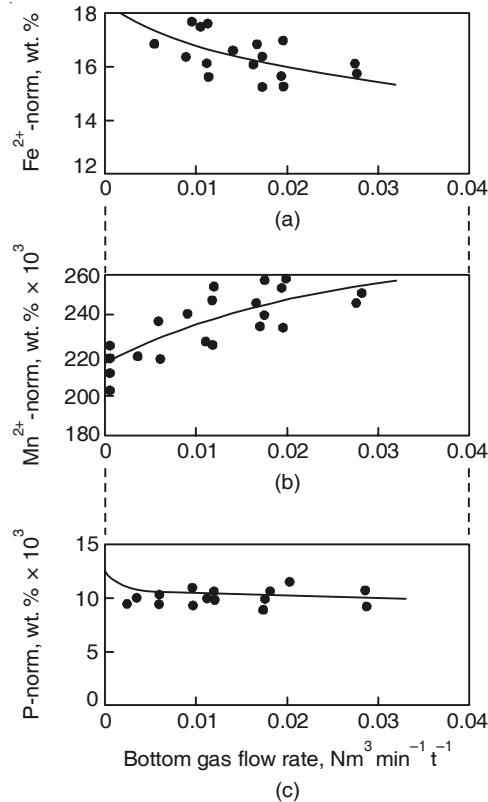 18
16
14
12
Fe²⁺-norm, wt. %
0 0.01 0.02 0.03 0.04
(a)
260
240
220
200
180
Mn²⁺-norm, wt. % × 10³
0 0.01 0.02 0.03 0.04
(b)
15
10
5
0
P-norm, wt. % × 10³
0 0.01 0.02 0.03 0.04
Bottom gas flow rate, Nm³ min⁻¹ t⁻¹
(c)